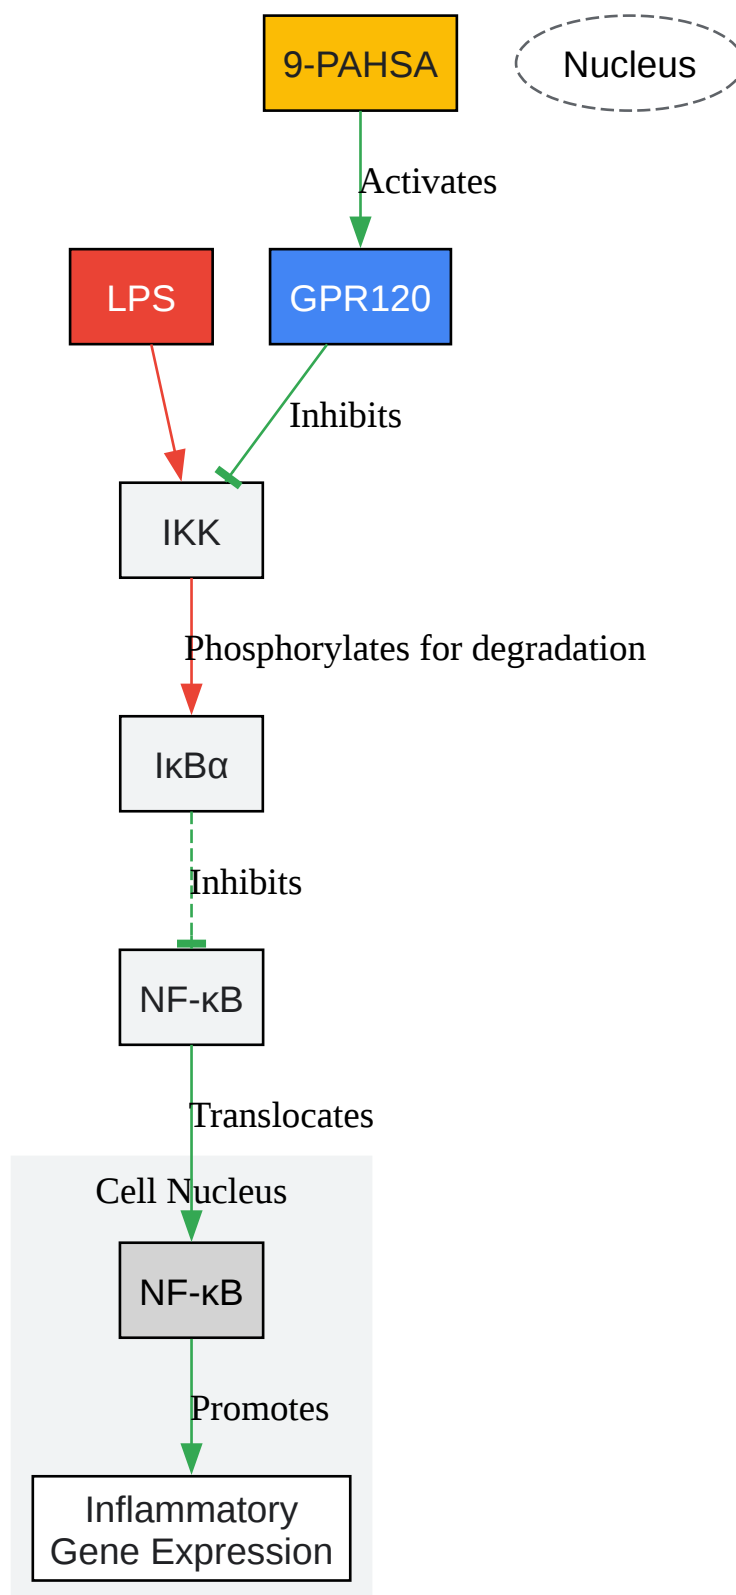 9-PAHSA
Nucleus
Activates
LPS
GPR120
Inhibits
IKK
Phosphorylates for degradation
IκBα
Inhibits
NF-κB
Translocates
Cell Nucleus
NF-κB
Promotes
Inflammatory
Gene Expression